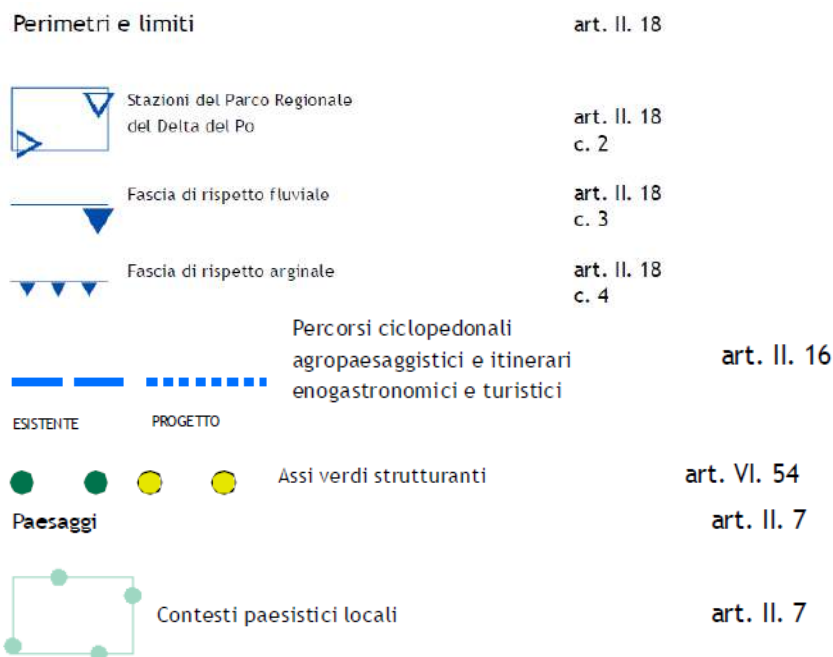 Perimetri e limiti art. II. 18
Stazioni del Parco Regionale
del Delta del Po
art. II. 18
c. 2
Fascia di rispetto fluviale art. II. 18
c. 3
Fascia di rispetto arginale art. II. 18
c. 4
Percorsi ciclopedonali
agropaesaggistici e itinerari art. II. 16
enogastronomici e turistici
ESISTENTE PROGETTO
Assi verdi strutturanti art. VI. 54
Paesaggi art. II. 7
Contesti paesistici locali art. II. 7